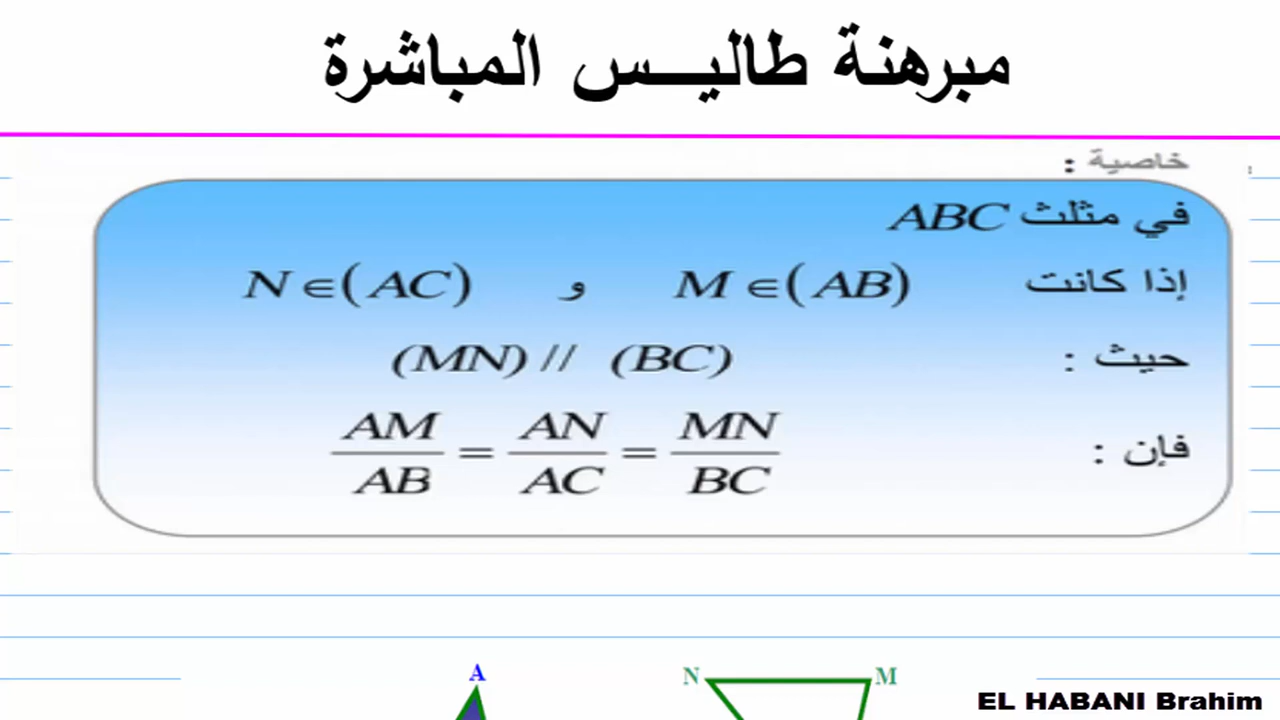 مبرهنة طاليس المباشرة
خاصية :
في مثلث ABC
إذا كانت M ∈ (AB) و N ∈ (AC)
حيث : (MN) // (BC)
فإن : AM/AB = AN/AC = MN/BC
A
N M
EL HABANI Brahim